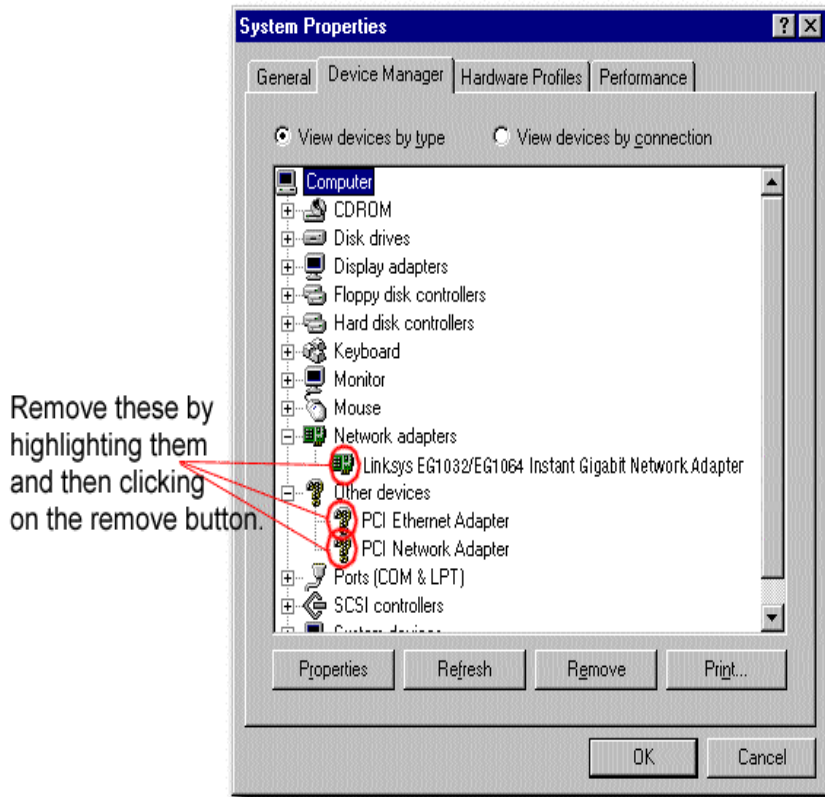 System Properties
General
Device Manager
Hardware Profiles
Performance
View devices by type
View devices by connection
Computer
CDROM
Disk drives
Display adapters
Floppy disk controllers
Hard disk controllers
Keyboard
Monitor
Mouse
Network adapters
Linksys EG1032/EG1064 Instant Gigabit Network Adapter
Other devices
PCI Ethernet Adapter
PCI Network Adapter
Ports (COM & LPT)
SCSI controllers
System devices
Remove these by
highlighting them
and then clicking
on the remove button.
Properties
Refresh
Remove
Print...
OK
Cancel